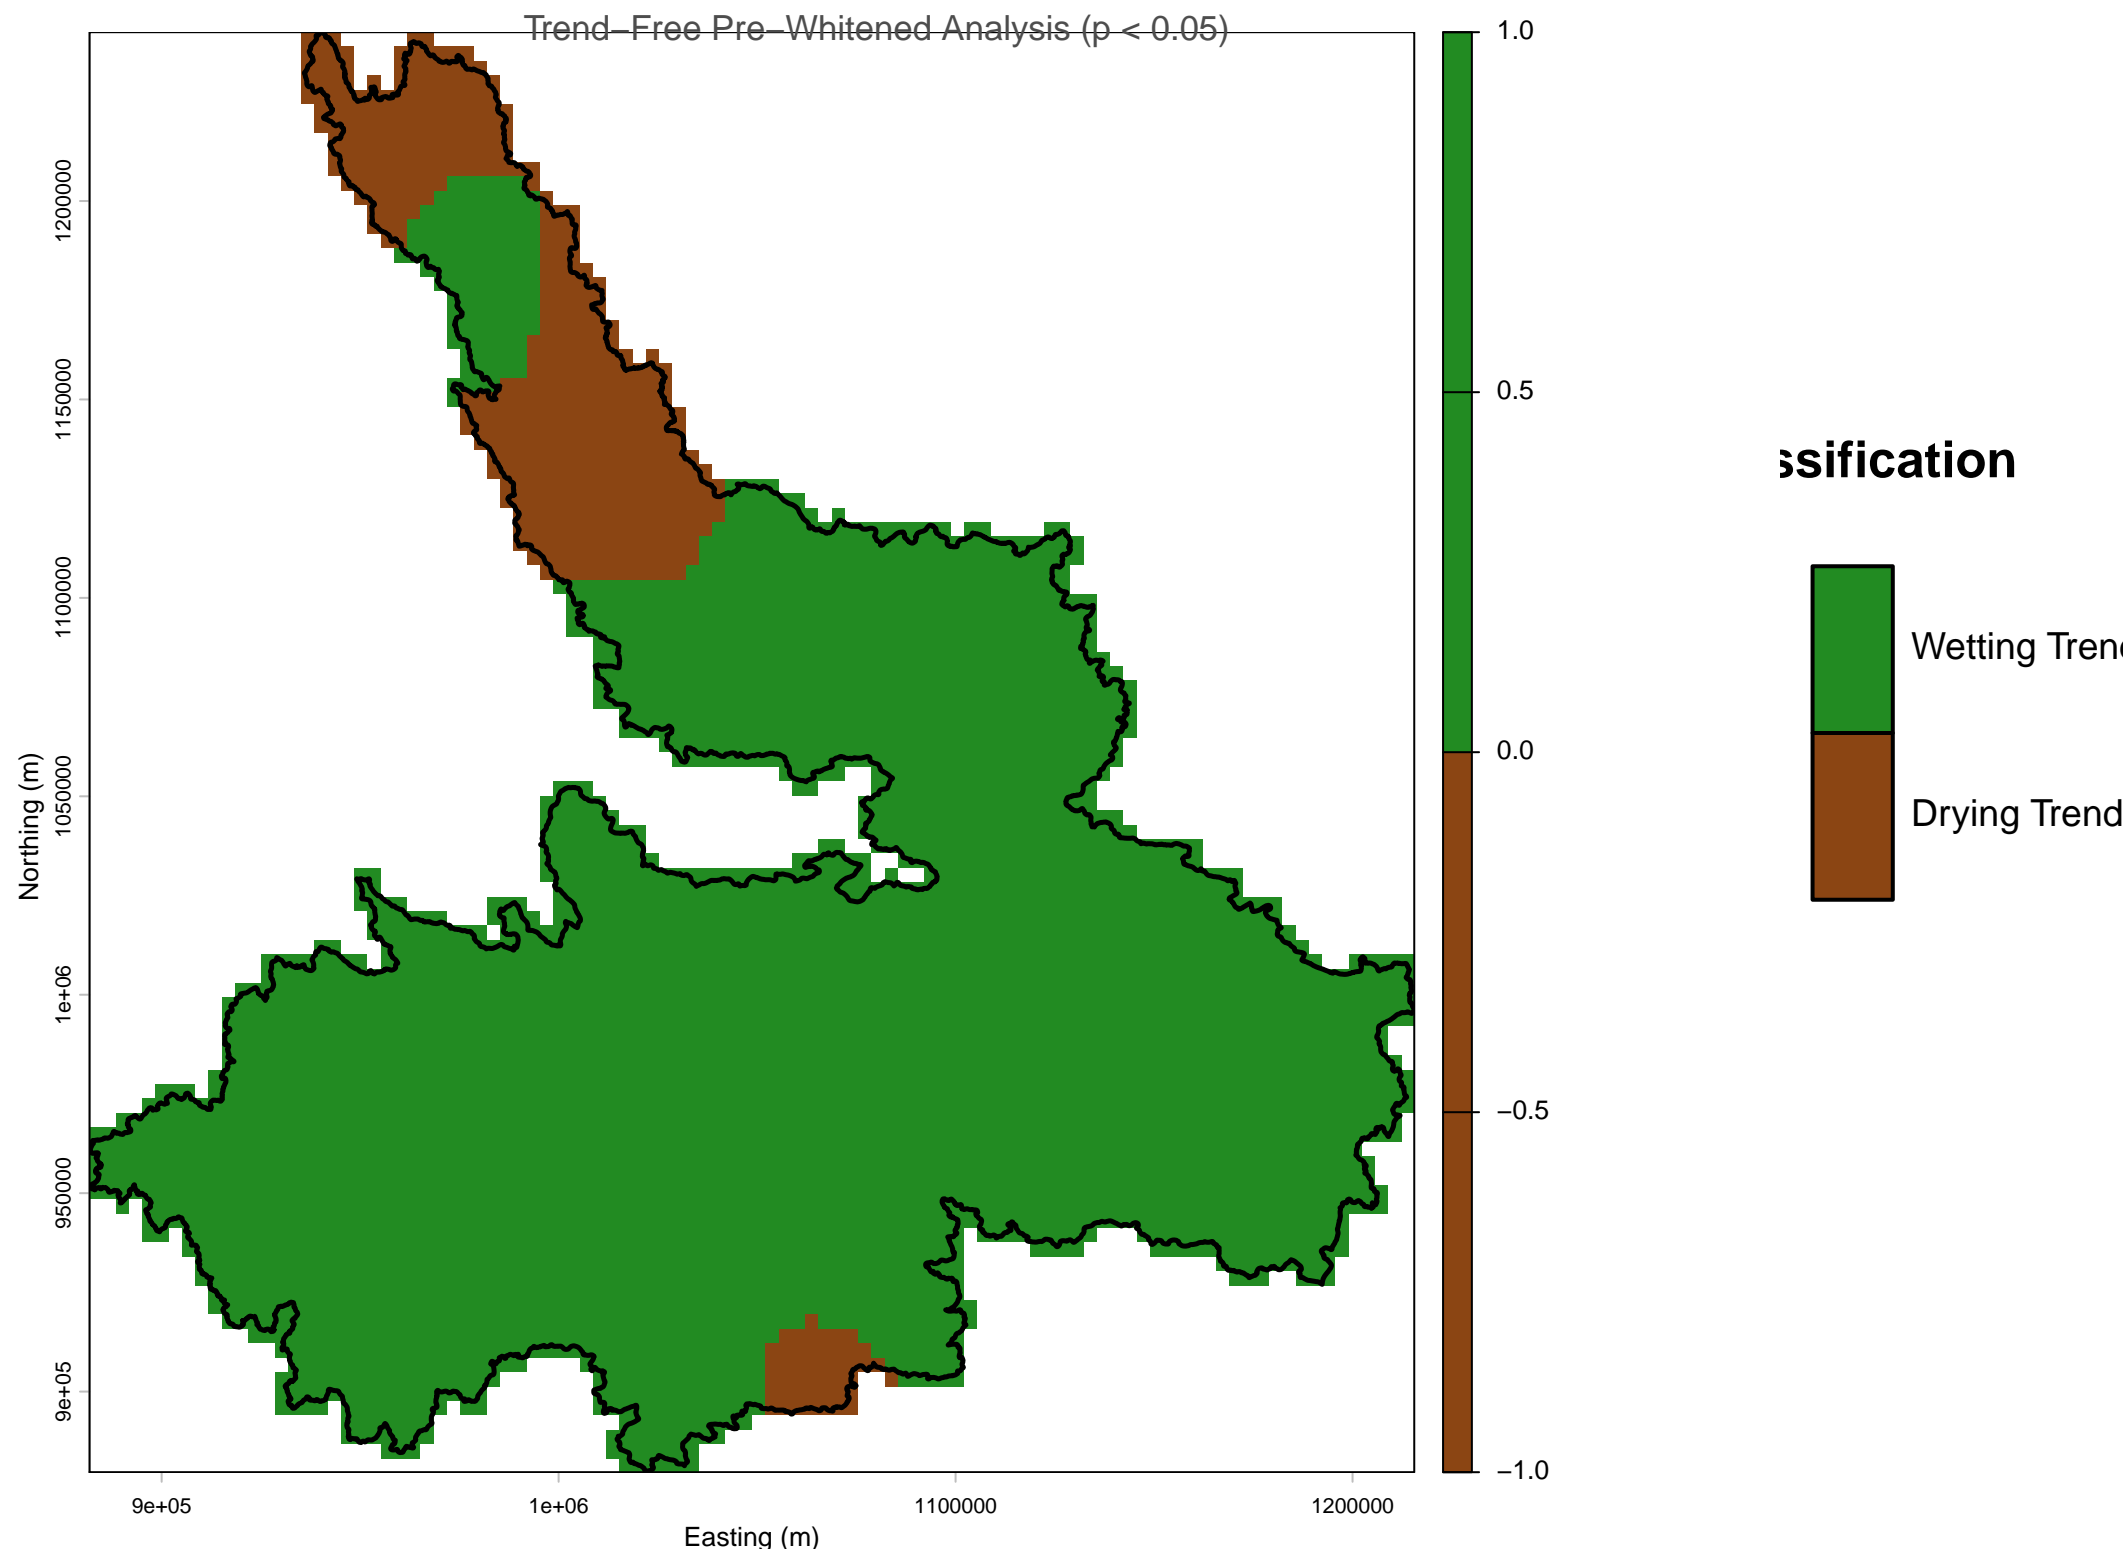 Trend−Free Pre−Whitened Analysis (p < 0.05)
1200000
1150000
1100000
1050000
1e+06
950000
9e+05
Northing (m)
9e+05
1e+06
1100000
1200000
Easting (m)
1.0
0.5
0.0
−0.5
−1.0
ssification
Wetting Tren
Drying Trend